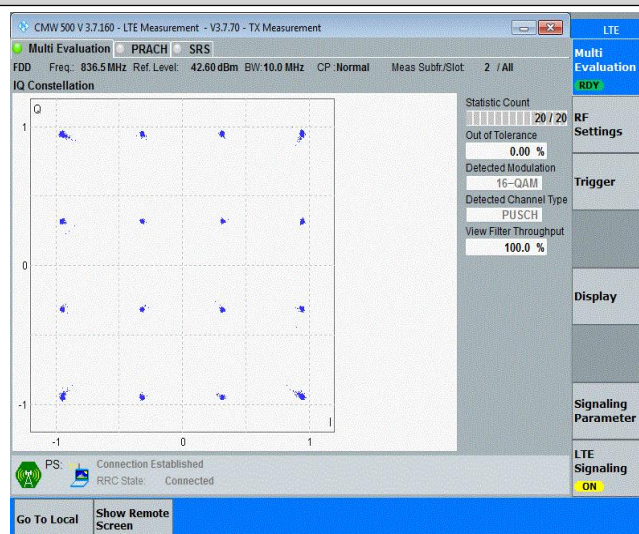 CMW 500 V 3.7.160 - LTE Measurement - V3.7.70 - TX Measurement
LTE
Multi Evaluation PRACH SRS
FDD Freq.: 836.5 MHz Ref. Level: 42.60 dBm BW: 10.0 MHz CP : Normal Meas Subfr./Slot: 2 / All
IQ Constellation
Q
1
0
-1
-1 0 1
I
Statistic Count
20 / 20
Out of Tolerance
0.00 %
Detected Modulation
16-QAM
Detected Channel Type
PUSCH
View Filter Throughput
100.0 %
Multi
Evaluation
RDY
RF
Settings
Trigger
Display
Signaling
Parameter
LTE
Signaling
ON
PS: Connection Established
RRC State: Connected
Go To Local
Show Remote
Screen